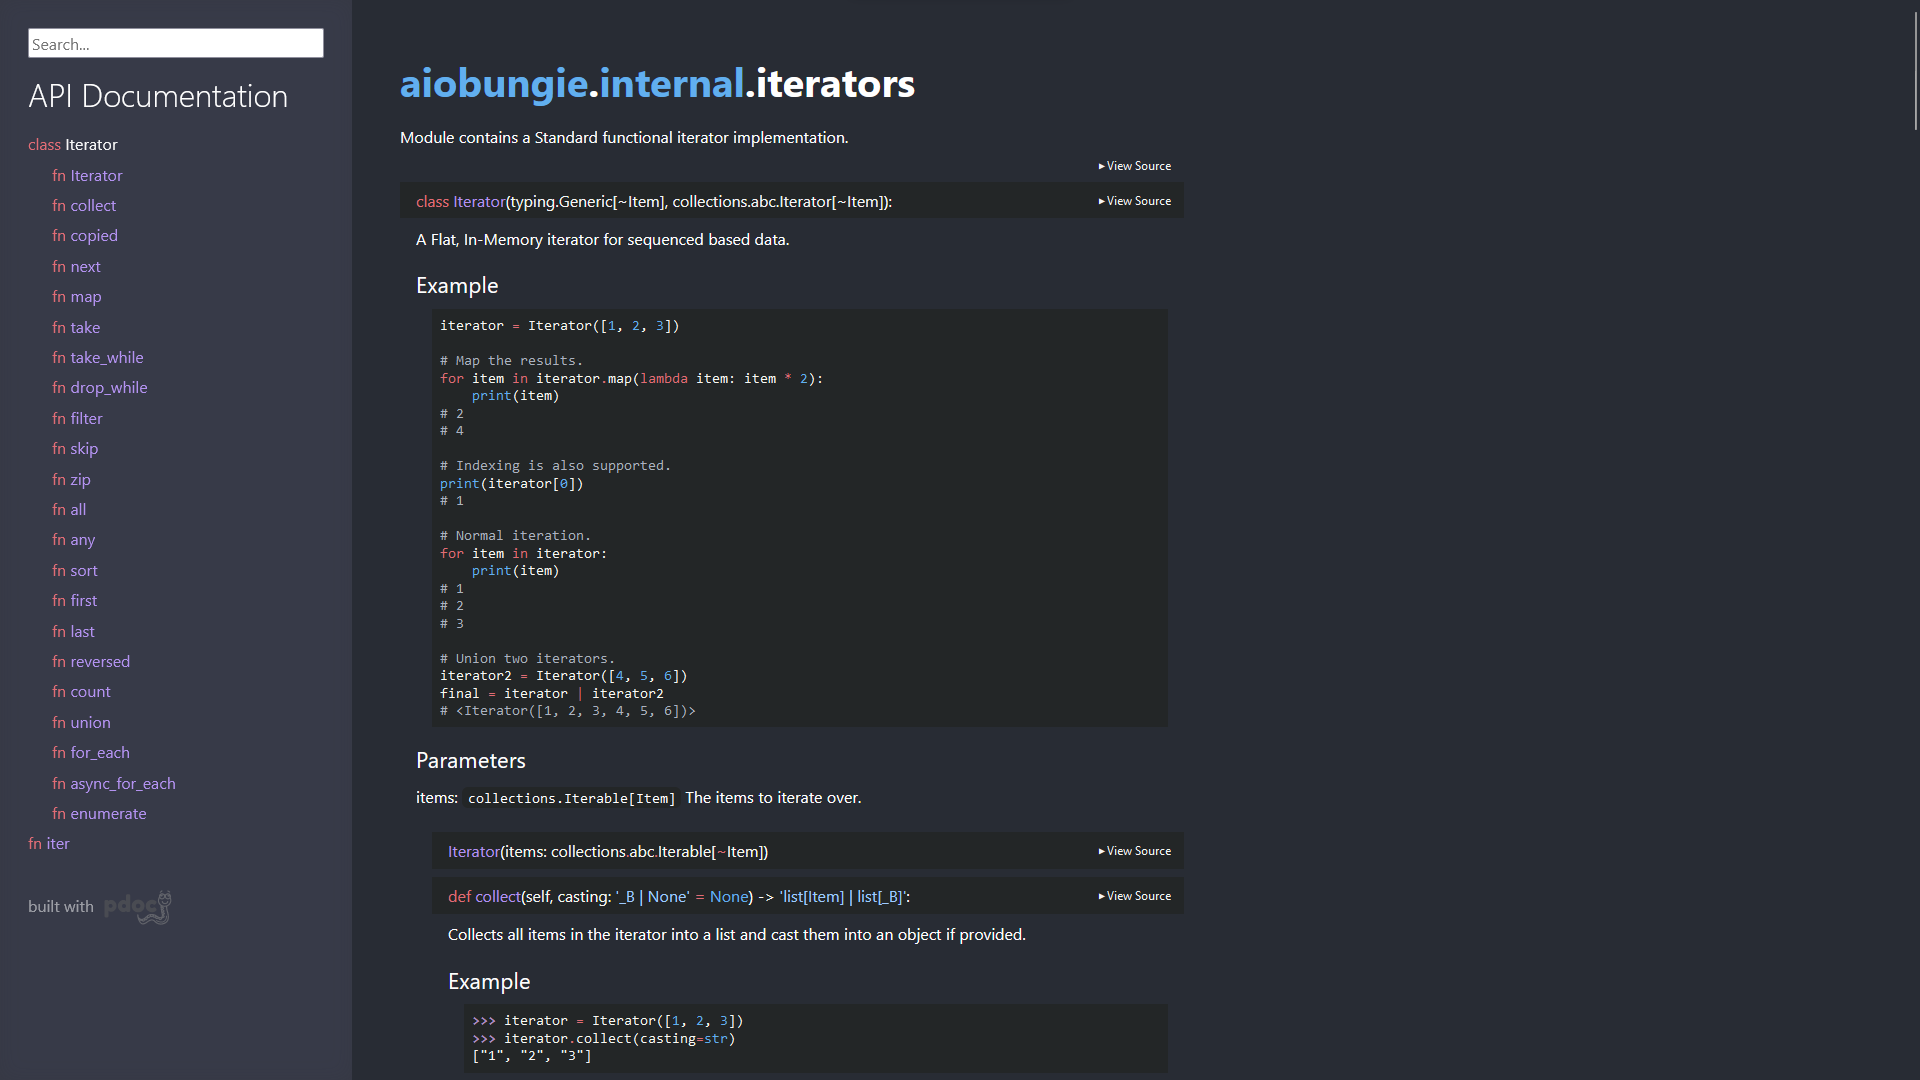 Search...
API Documentation
class Iterator
fn Iterator
fn collect
fn copied
fn next
fn map
fn take
fn take_while
fn drop_while
fn filter
fn skip
fn zip
fn all
fn any
fn sort
fn first
fn last
fn reversed
fn count
fn union
fn for_each
fn async_for_each
fn enumerate
fn iter
built with pdoc
aiobungie.internal.iterators
Module contains a Standard functional iterator implementation.
▸View Source
class Iterator(typing.Generic[~Item], collections.abc.Iterator[~Item]): ▸View Source
A Flat, In-Memory iterator for sequenced based data.
Example
iterator = Iterator([1, 2, 3])
# Map the results.
for item in iterator.map(lambda item: item * 2):
    print(item)
# 2
# 4
# Indexing is also supported.
print(iterator[0])
# 1
# Normal iteration.
for item in iterator:
    print(item)
# 1
# 2
# 3
# Union two iterators.
iterator2 = Iterator([4, 5, 6])
final = iterator | iterator2
# <Iterator([1, 2, 3, 4, 5, 6])>
Parameters
items: collections.Iterable[Item] The items to iterate over.
Iterator(items: collections.abc.Iterable[~Item]) ▸View Source
def collect(self, casting: '_B | None' = None) -> 'list[Item] | list[_B]': ▸View Source
Collects all items in the iterator into a list and cast them into an object if provided.
Example
>>> iterator = Iterator([1, 2, 3])
>>> iterator.collect(casting=str)
["1", "2", "3"]